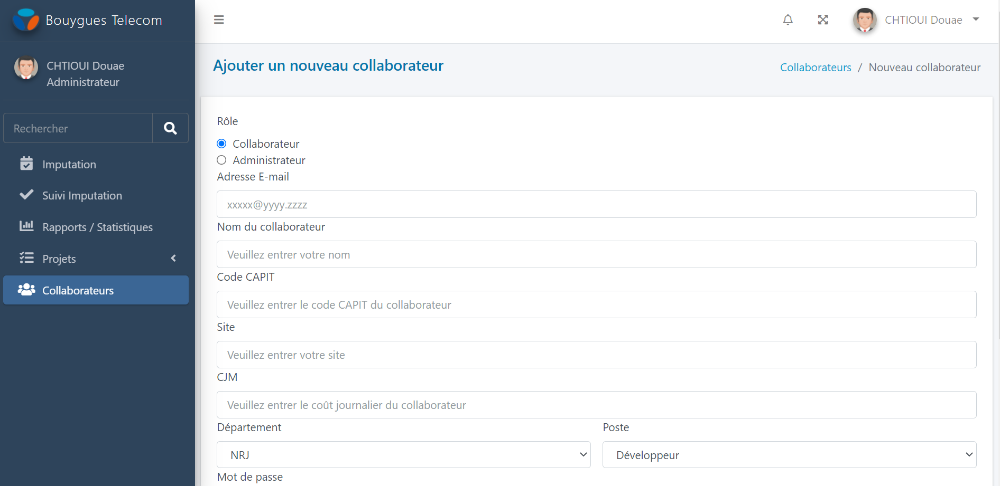 Bouygues Telecom
CHTIOUI Douae
CHTIOUI Douae
Administrateur
Rechercher
Imputation
Suivi Imputation
Rapports / Statistiques
Projets
Collaborateurs
Ajouter un nouveau collaborateur
Collaborateurs / Nouveau collaborateur
Rôle
Collaborateur
Administrateur
Adresse E-mail
xxxxx@yyyy.zzzz
Nom du collaborateur
Veuillez entrer votre nom
Code CAPIT
Veuillez entrer le code CAPIT du collaborateur
Site
Veuillez entrer votre site
CJM
Veuillez entrer le coût journalier du collaborateur
Département
NRJ
Poste
Développeur
Mot de passe